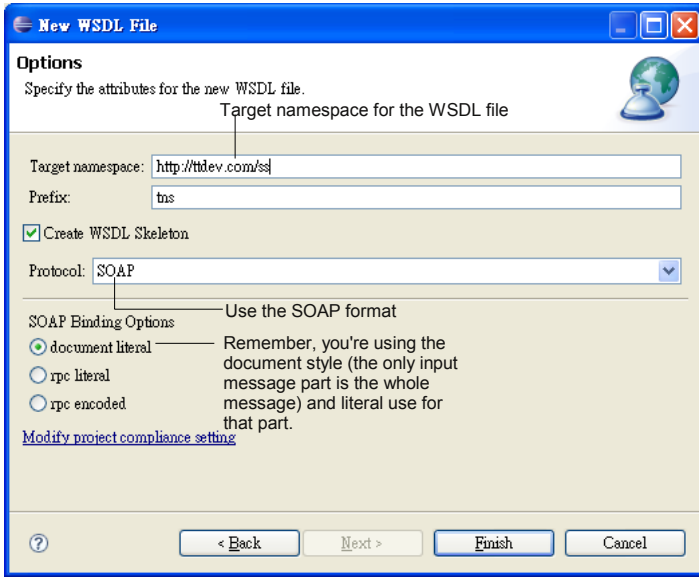 New WSDL File
Options
Specify the attributes for the new WSDL file.
Target namespace for the WSDL file
Target namespace: http://ttdev.com/ss
Prefix: tns
Create WSDL Skeleton
Protocol: SOAP
Use the SOAP format
SOAP Binding Options
document literal
rpc literal
rpc encoded
Remember, you're using the
document style (the only input
message part is the whole
message) and literal use for
that part.
Modify project compliance setting
?
< Back
Next >
Finish
Cancel